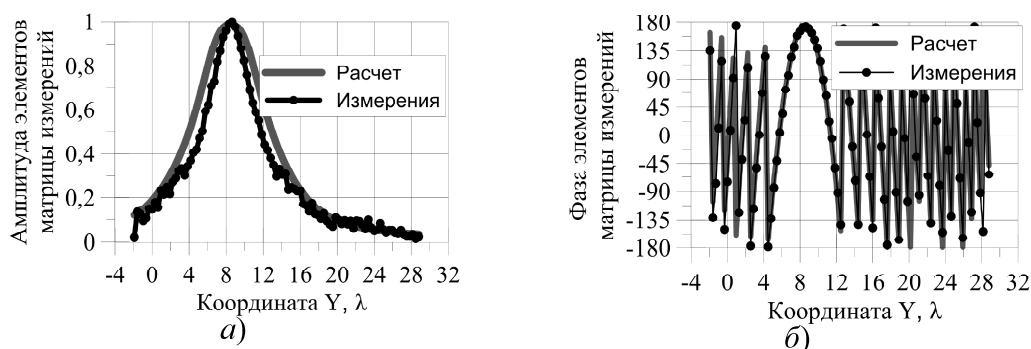 Амплитуда элементов
матрицы измерений
1
0,8
0,6
0,4
0,2
0
-4 0 4 8 12 16 20 24 28 32
Координата Y, λ
Расчет
Измерения
а)
Фаза элементов
матрицы измерений
180
135
90
45
0
-45
-90
-135
-180
-4 0 4 8 12 16 20 24 28 32
Координата Y, λ
Расчет
Измерения
б)